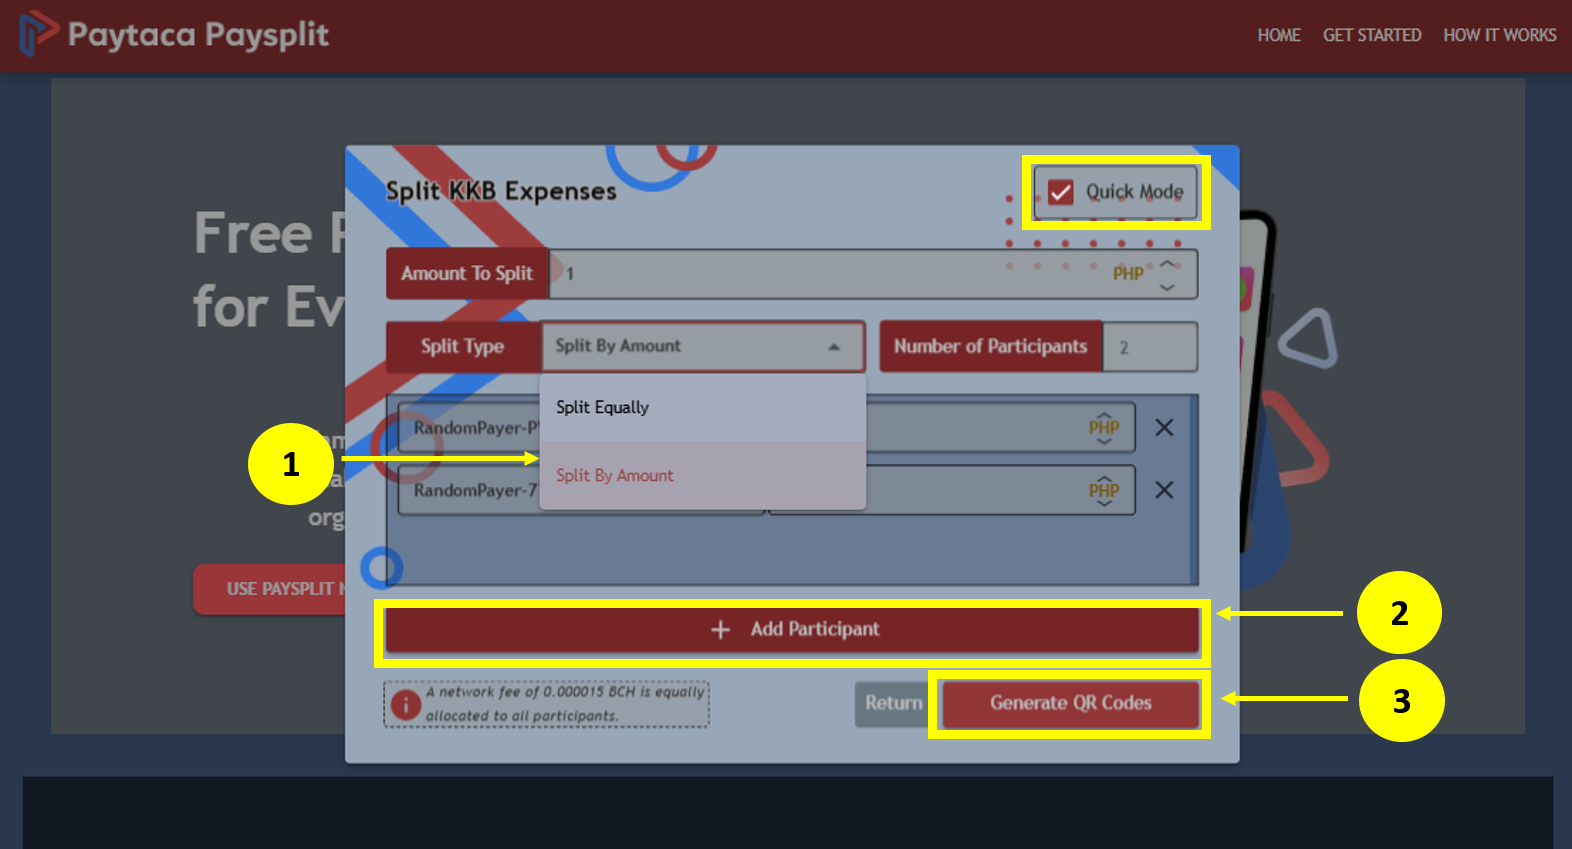 Paytaca Paysplit
HOME GET STARTED HOW IT WORKS
Split KKB Expenses
Quick Mode
Free
for Ev
Amount To Split 1 PHP
Split Type Split By Amount Number of Participants 2
Split Equally
RandomPayer-P PHP
1
Split By Amount
RandomPayer-7 PHP
org
USE PAYSPLIT
+ Add Participant
2
A network fee of 0.000015 BCH is equally
allocated to all participants.
Return Generate QR Codes
3